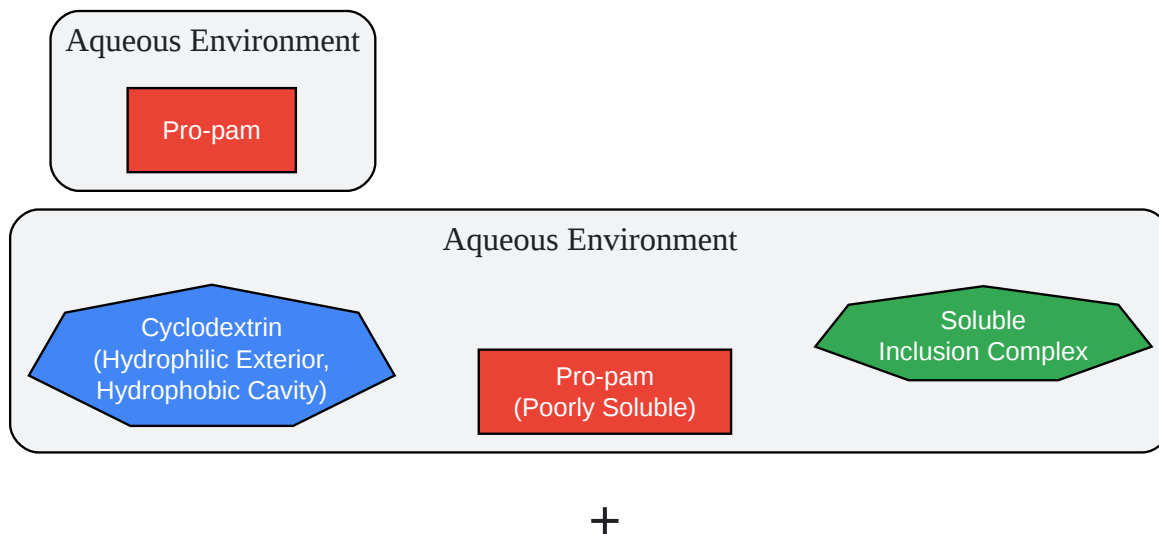 Aqueous Environment
Pro-pam
Aqueous Environment
Cyclodextrin
(Hydrophilic Exterior,
Hydrophobic Cavity)
Pro-pam
(Poorly Soluble)
Soluble
Inclusion Complex
+